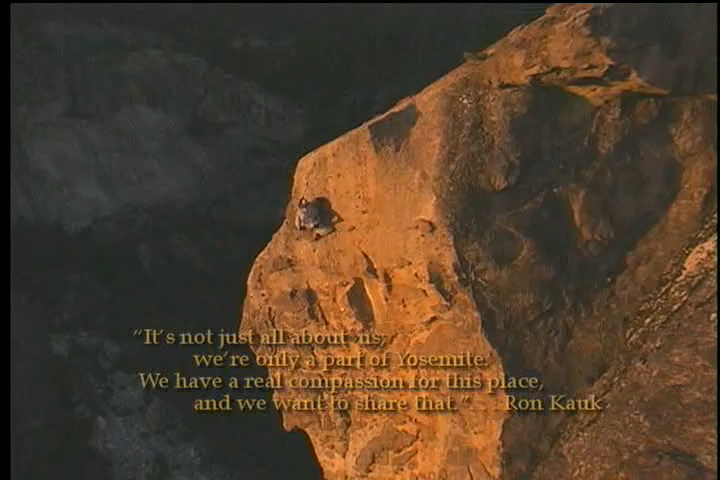 "It's not just all about us;
we're only a part of Yosemite.
We have a real compassion for this place,
and we want to share that." . . . Ron Kauk